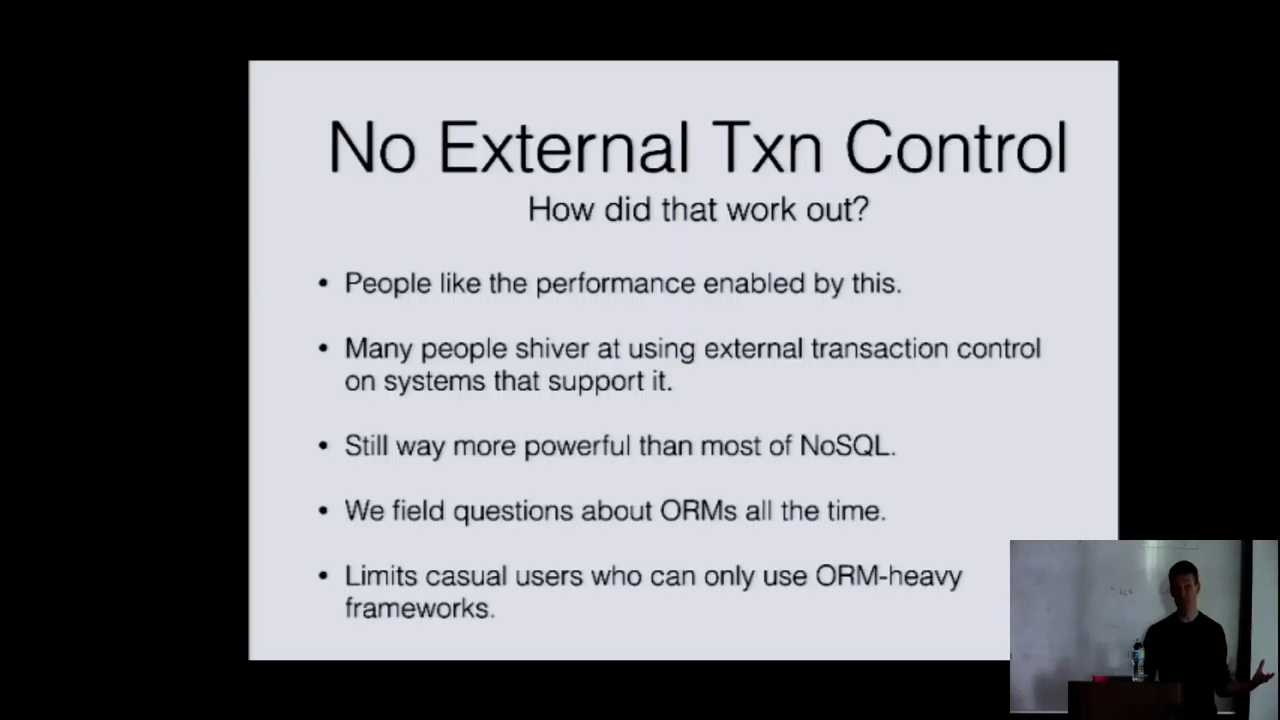 No External Txn Control
How did that work out?
• People like the performance enabled by this.
• Many people shiver at using external transaction control
on systems that support it.
• Still way more powerful than most of NoSQL.
• We field questions about ORMs all the time.
• Limits casual users who can only use ORM-heavy
frameworks.